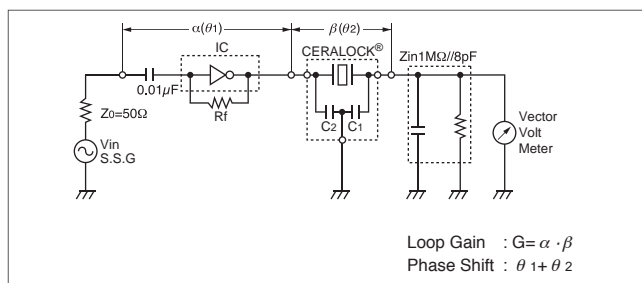 α(θ1)
β(θ2)
IC
CERALOCK®
Zin1MΩ//8pF
0.01μF
Rf
Z0=50Ω
C2
C1
Vector
Volt
Meter
Vin
S.S.G
Loop Gain : G= α · β
Phase Shift : θ 1+ θ 2